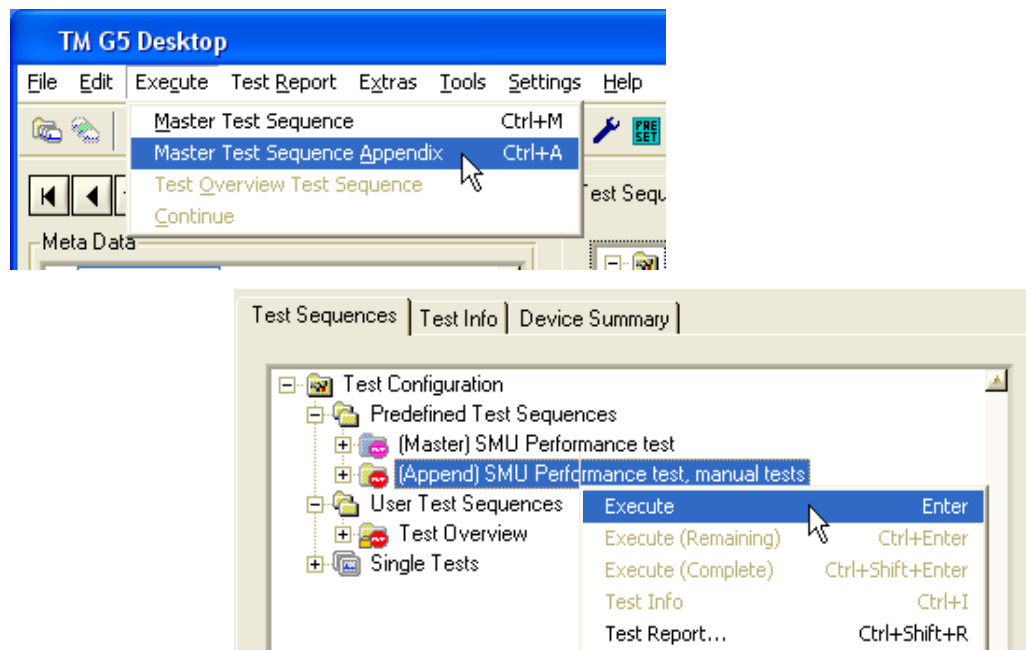 TM G5 Desktop
File Edit Execute Test Report Extras Tools Settings Help
Master Test Sequence Ctrl+M
PRE SET
Master Test Sequence Appendix Ctrl+A
Test Overview Test Sequence
Continue
Meta Data
Test Sequences Test Info Device Summary
Test Configuration
Predefined Test Sequences
(Master) SMU Performance test
(Append) SMU Performance test, manual tests
User Test Sequences
Execute Enter
Test Overview
Execute (Remaining) Ctrl+Enter
Single Tests
Execute (Complete) Ctrl+Shift+Enter
Test Info Ctrl+I
Test Report... Ctrl+Shift+R